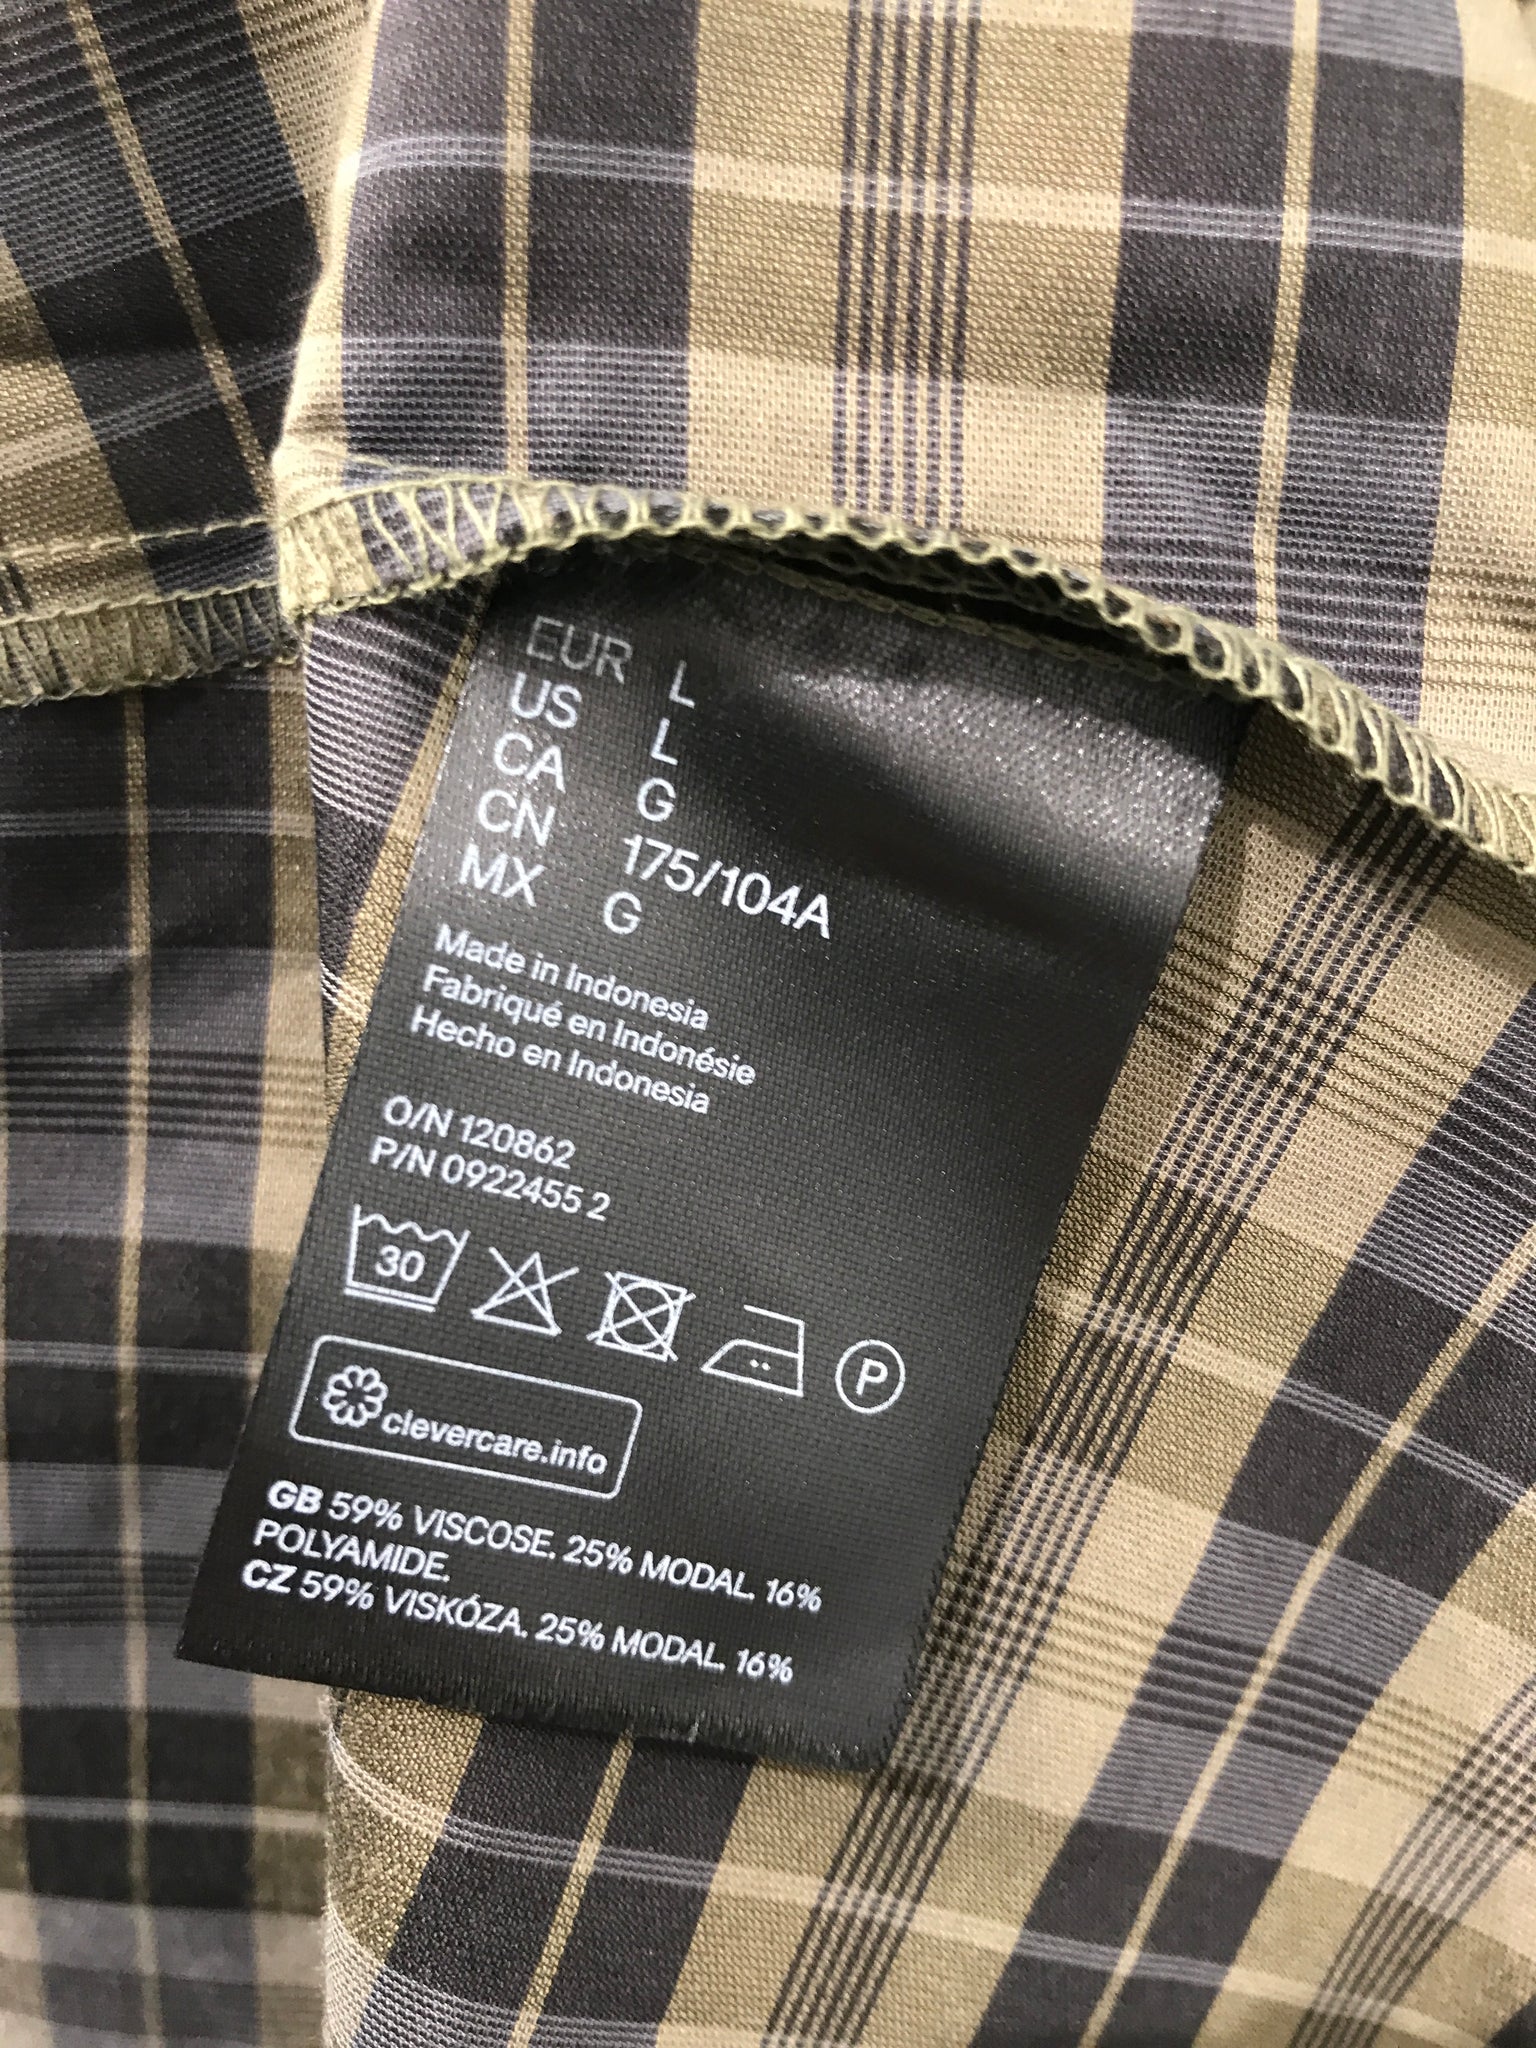 EUR L
US L
CA G
CN 175/104A
MX G
Made in Indonesia
Fabriqué en Indonésie
Hecho en Indonesia
O/N 120862
P/N 0922455 2
30
P
clevercare.info
GB 59% VISCOSE. 25% MODAL. 16%
POLYAMIDE.
CZ 59% VISKÓZA. 25% MODAL. 16%